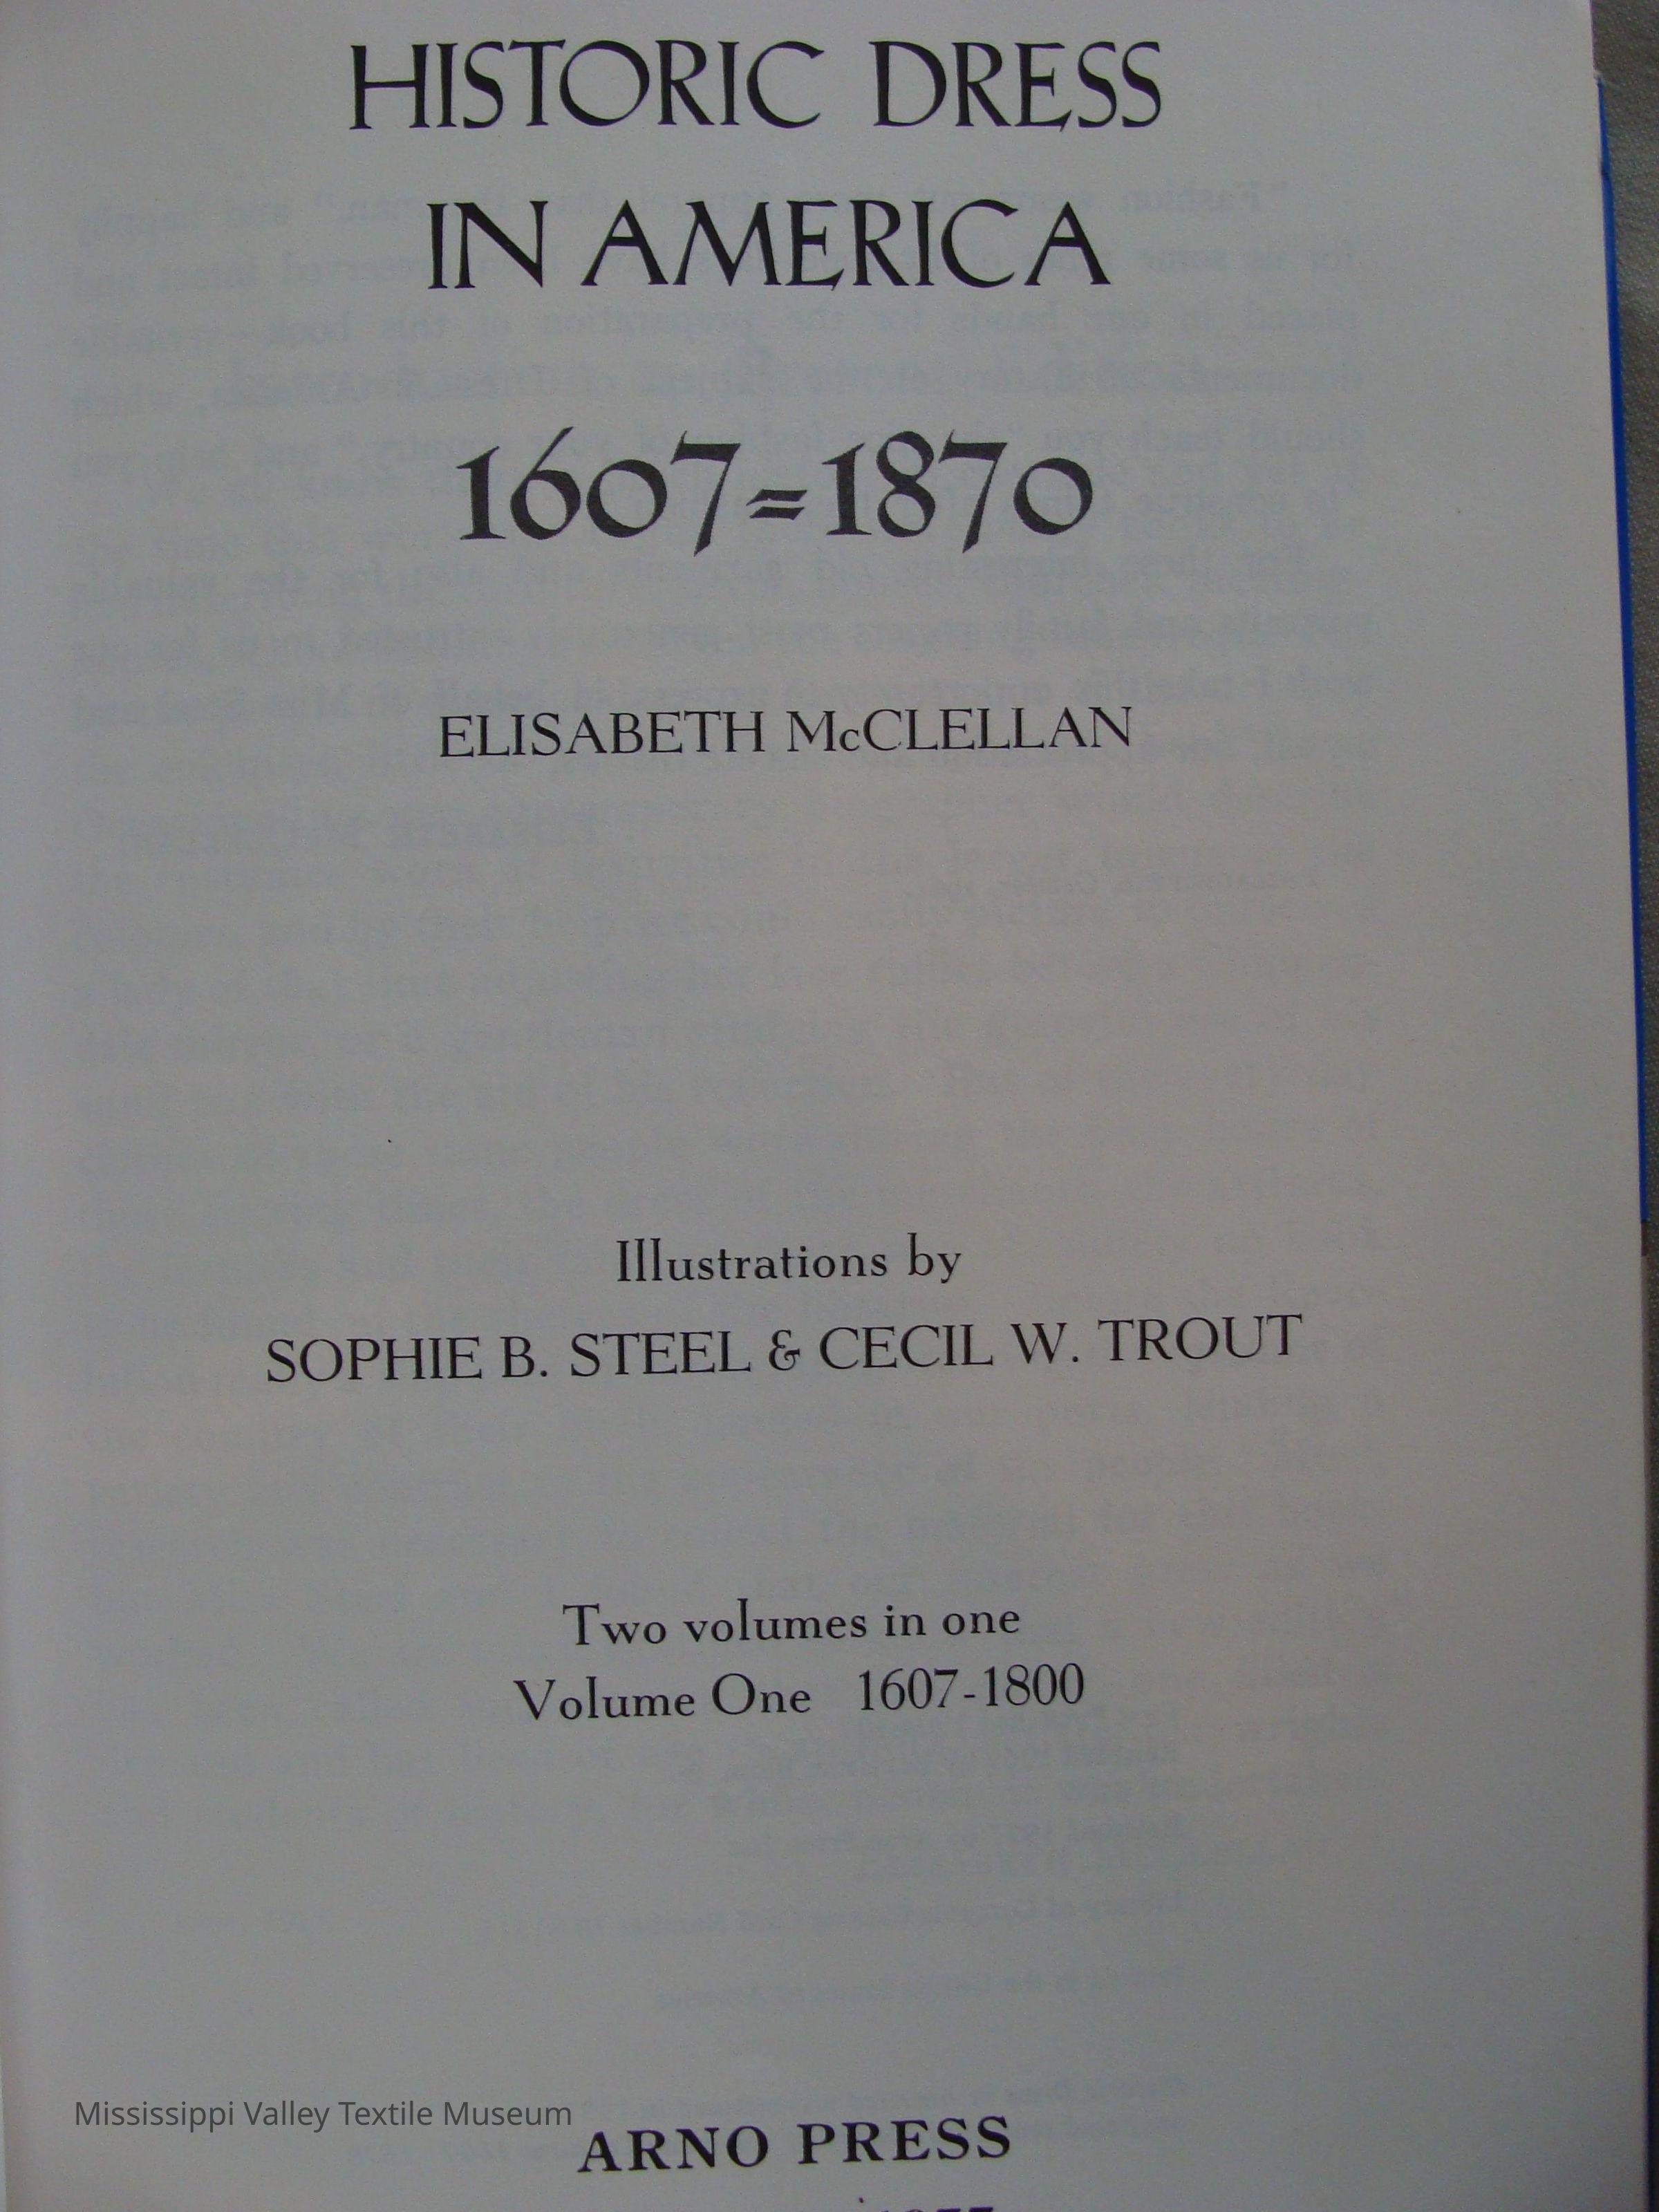 HISTORIC DRESS
IN AMERICA
1607=1870
ELISABETH McCLELLAN
Illustrations by
SOPHIE B. STEEL & CECIL W. TROUT
Two volumes in one
Volume One 1607-1800
Mississippi Valley Textile Museum
ARNO PRESS